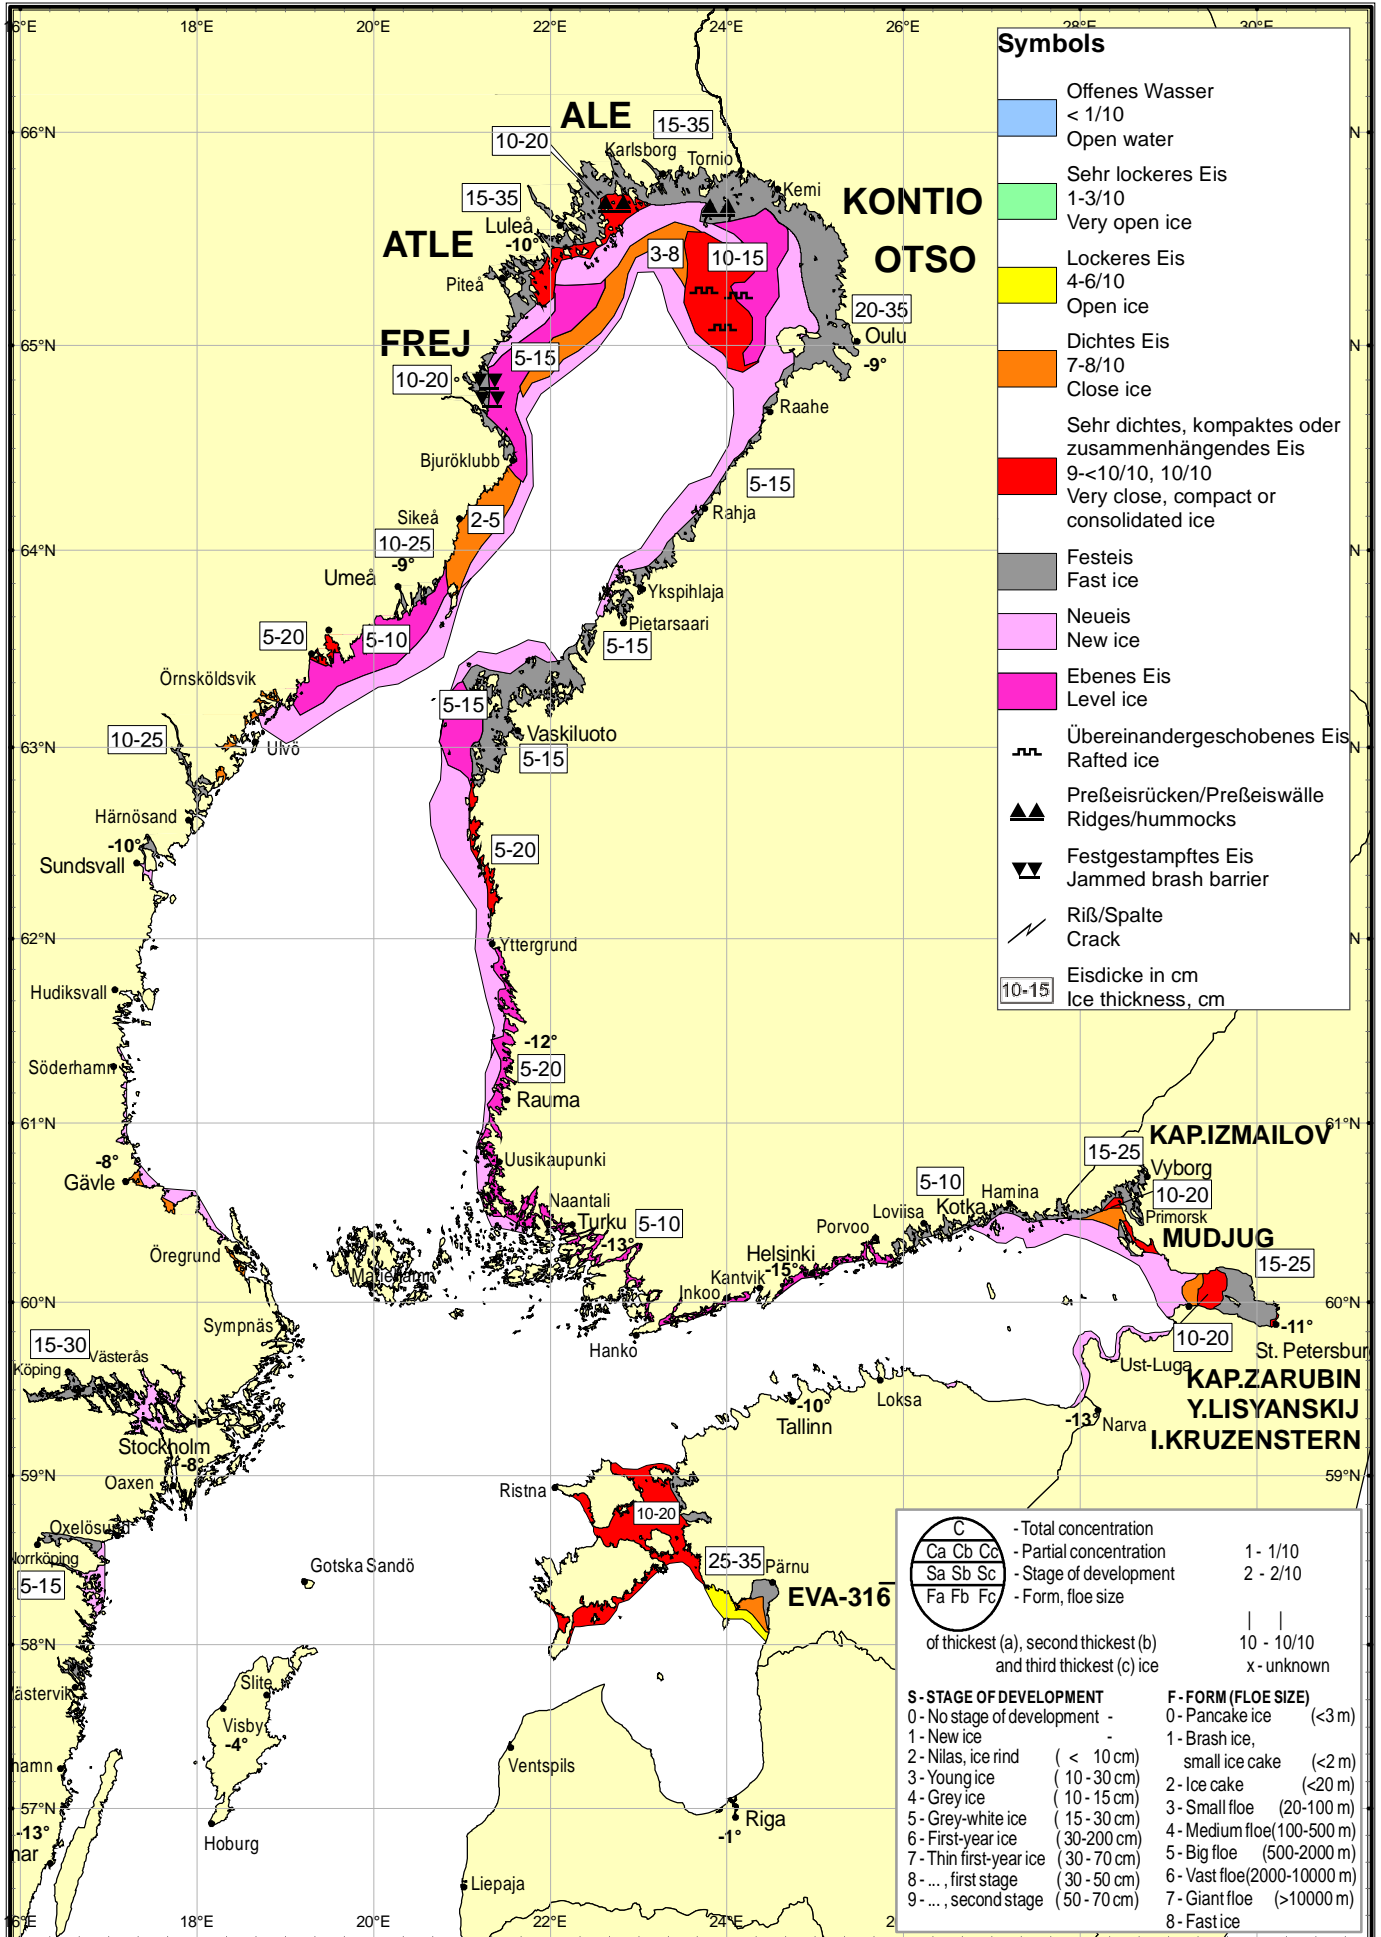 16°E 18°E 20°E 22°E 24°E 26°E 28°E 30°E
Symbols
Offenes Wasser
< 1/10
Open water
Sehr lockeres Eis
1-3/10
Very open ice
Lockeres Eis
4-6/10
Open ice
Dichtes Eis
7-8/10
Close ice
Sehr dichtes, kompaktes oder
zusammenhängendes Eis
9-<10/10, 10/10
Very close, compact or
consolidated ice
Festeis
Fast ice
Neueis
New ice
Ebenes Eis
Level ice
Übereinandergeschobenes Eis
Rafted ice
Preßeisrücken/Preßeiswälle
Ridges/hummocks
Festgestampftes Eis
Jammed brash barrier
Riß/Spalte
Crack
10-15
Eisdicke in cm
Ice thickness, cm
ALE
15-35
66°N
N
10-20
Karlsborg
Tornio
Kemi
15-35
KONTIO
Luleå
-10°
ATLE
3-8
10-15
OTSO
Piteå
20-35
Oulu
65°N
N
-9°
FREJ
5-15
10-20
Raahe
Bjuröklubb
5-15
Sikeå
2-5
Rahja
10-25
64°N
N
-9°
Umeå
Ykspihlaja
Pietarsaari
5-20
5-10
5-15
Örnsköldsvik
5-15
10-25
Vaskiluoto
63°N
N
Ulvö
5-15
Härnösand
-10°
5-20
Sundsvall
62°N
N
Yttergrund
Hudiksvall
-12°
Söderhamn
5-20
Rauma
61°N
61°N
KAP.IZMAILOV
15-25
-8°
Uusikaupunki
Vyborg
Gävle
5-10
Hamina
10-20
Naantali
Loviisa
Kotka
Primorsk
Turku
5-10
Porvoo
MUDJUG
-13°
Öregrund
Helsinki
15-25
Mariehamn
-15°
Kantvik
Inkoo
60°N
60°N
Sympnäs
Hanko
10-20
-11°
St. Petersbur
15-30
Västerås
Köping
Ust-Luga
KAP.ZARUBIN
Loksa
-10°
Y.LISYANSKIJ
Tallinn
-13°
Narva
Stockholm
I.KRUZENSTERN
-8°
59°N
59°N
Oaxen
Ristna
10-20
Oxelösund
Norrköping
Gotska Sandö
25-35
Pärnu
5-15
EVA-316
58°N
Slite
ästervik
Visby
-4°
Ventspils
hamn
57°N
-13°
nar
Hoburg
Riga
-1°
Liepaja
C
- Total concentration
Ca Cb Cc
- Partial concentration
1 - 1/10
Sa Sb Sc
- Stage of development
2 - 2/10
Fa Fb Fc
- Form, floe size
| |
of thickest (a), second thickest (b)
10 - 10/10
and third thickest (c) ice
x - unknown
S - STAGE OF DEVELOPMENT
0 - No stage of development -
1 - New ice -
2 - Nilas, ice rind ( < 10 cm)
3 - Young ice ( 10 - 30 cm)
4 - Grey ice ( 10 - 15 cm)
5 - Grey-white ice ( 15 - 30 cm)
6 - First-year ice (30-200 cm)
7 - Thin first-year ice ( 30 - 70 cm)
8 - ... , first stage ( 30 - 50 cm)
9 - ... , second stage ( 50 - 70 cm)
F - FORM (FLOE SIZE)
0 - Pancake ice (<3 m)
1 - Brash ice,
small ice cake (<2 m)
2 - Ice cake (<20 m)
3 - Small floe (20-100 m)
4 - Medium floe(100-500 m)
5 - Big floe (500-2000 m)
6 - Vast floe(2000-10000 m)
7 - Giant floe (>10000 m)
8 - Fast ice
16°E 18°E 20°E 22°E 24°E